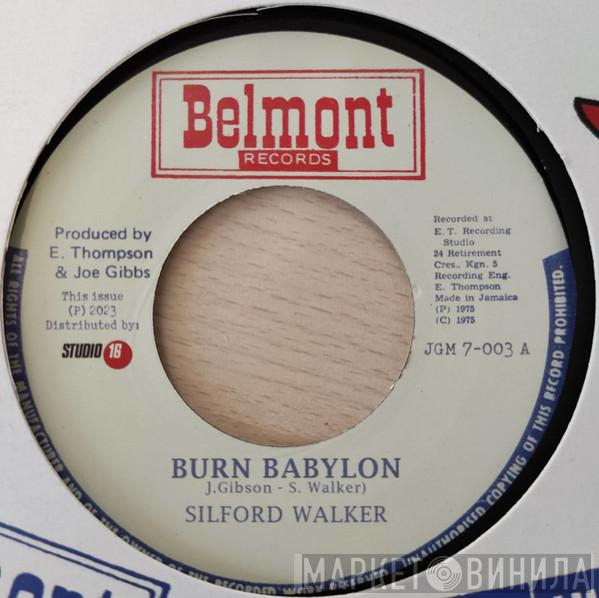 Belmont
RECORDS
Produced by
E. Thompson
& Joe Gibbs
This issue
(P) 2023
Distributed by:
STUDIO 16
Recorded at
E. T. Recording
Studio
24 Retirement
Cres., Kgn. 5
Recording Eng.
E. Thompson
Made in Jamaica
(P) 1975
(C) 1975
JGM 7-003 A
BURN BABYLON
J.Gibson - S. Walker)
SILFORD WALKER
ALL RIGHTS OF THE MANUFACTURER AND OF THE OWNER OF THE RECORDED WORK RESERVED. UNAUTHORISED COPYING OF THIS RECORD PROHIBITED.
МАРКЕТ ВИНИЛА